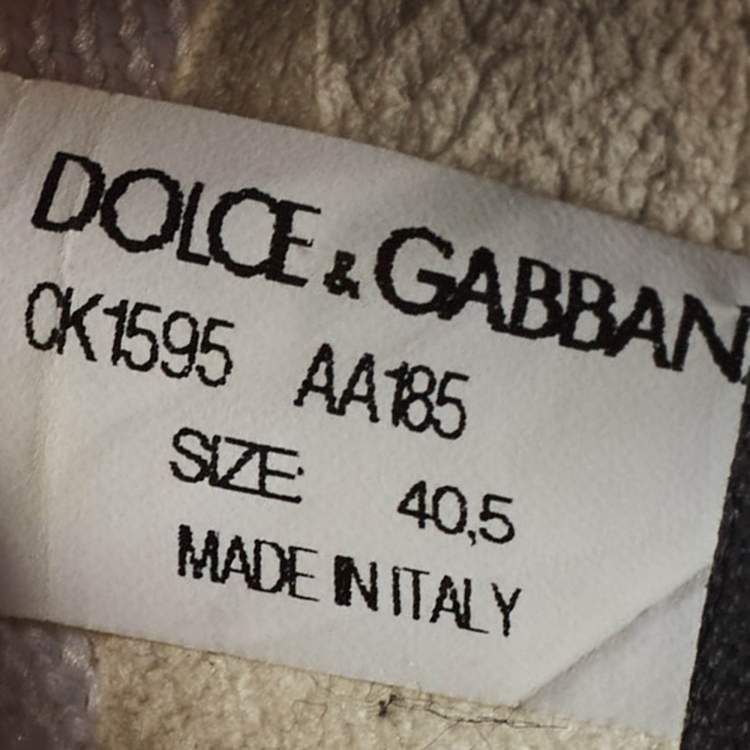 DOLCE & GABBAN
CK1595 AA185
SIZE: 40,5
MADE IN ITALY